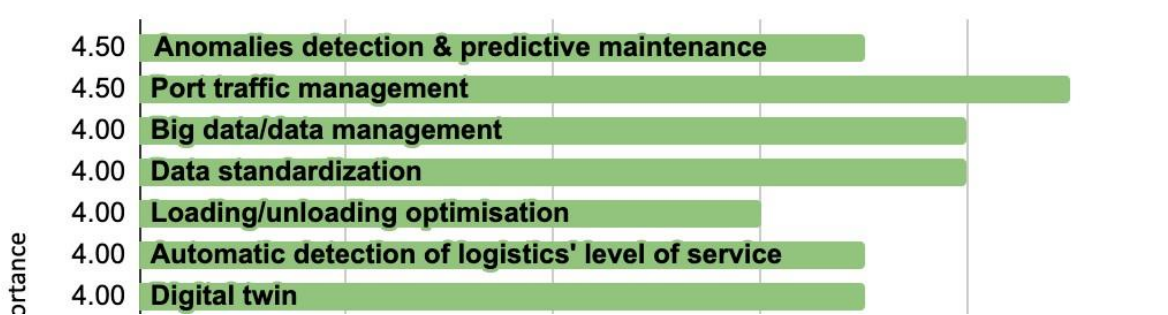 4.50 Anomalies detection & predictive maintenance
4.50 Port traffic management
4.00 Big data/data management
4.00 Data standardization
4.00 Loading/unloading optimisation
4.00 Automatic detection of logistics' level of service
4.00 Digital twin
ortance